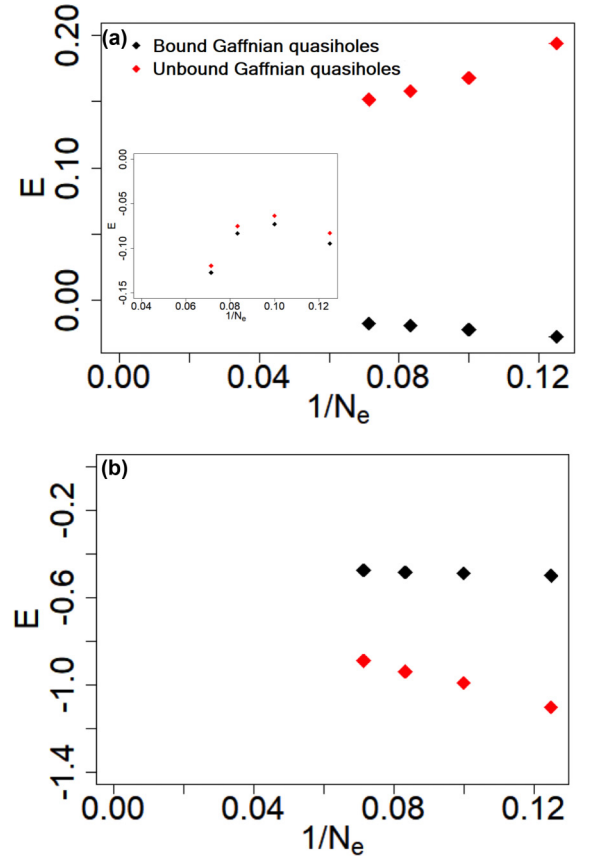 (a)
Bound Gaffnian quasiholes
Unbound Gaffnian quasiholes
0.20
0.10
0.00
E
0.00
-0.05
-0.10
-0.15
E
0.04 0.06 0.08 0.10 0.12
1/Ne
0.00 0.04 0.08 0.12
1/Ne
(b)
-0.2
-0.6
-1.0
-1.4
E
0.00 0.04 0.08 0.12
1/Ne